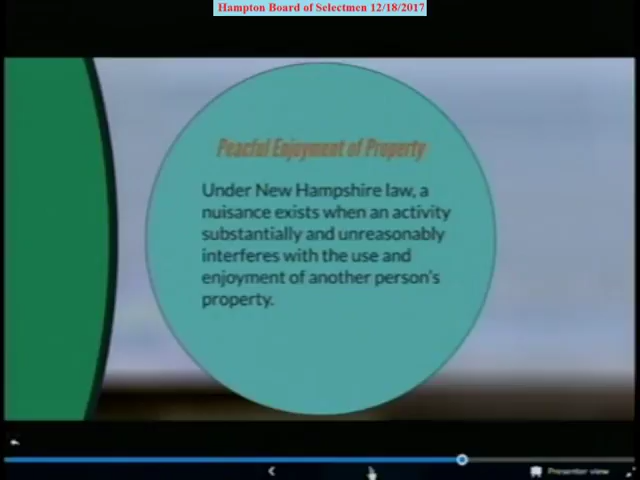 Hampton Board of Selectmen 12/18/2017
Peaceful Enjoyment of Property
Under New Hampshire law, a
nuisance exists when an activity
substantially and unreasonably
interferes with the use and
enjoyment of another person's
property.
Presenter view